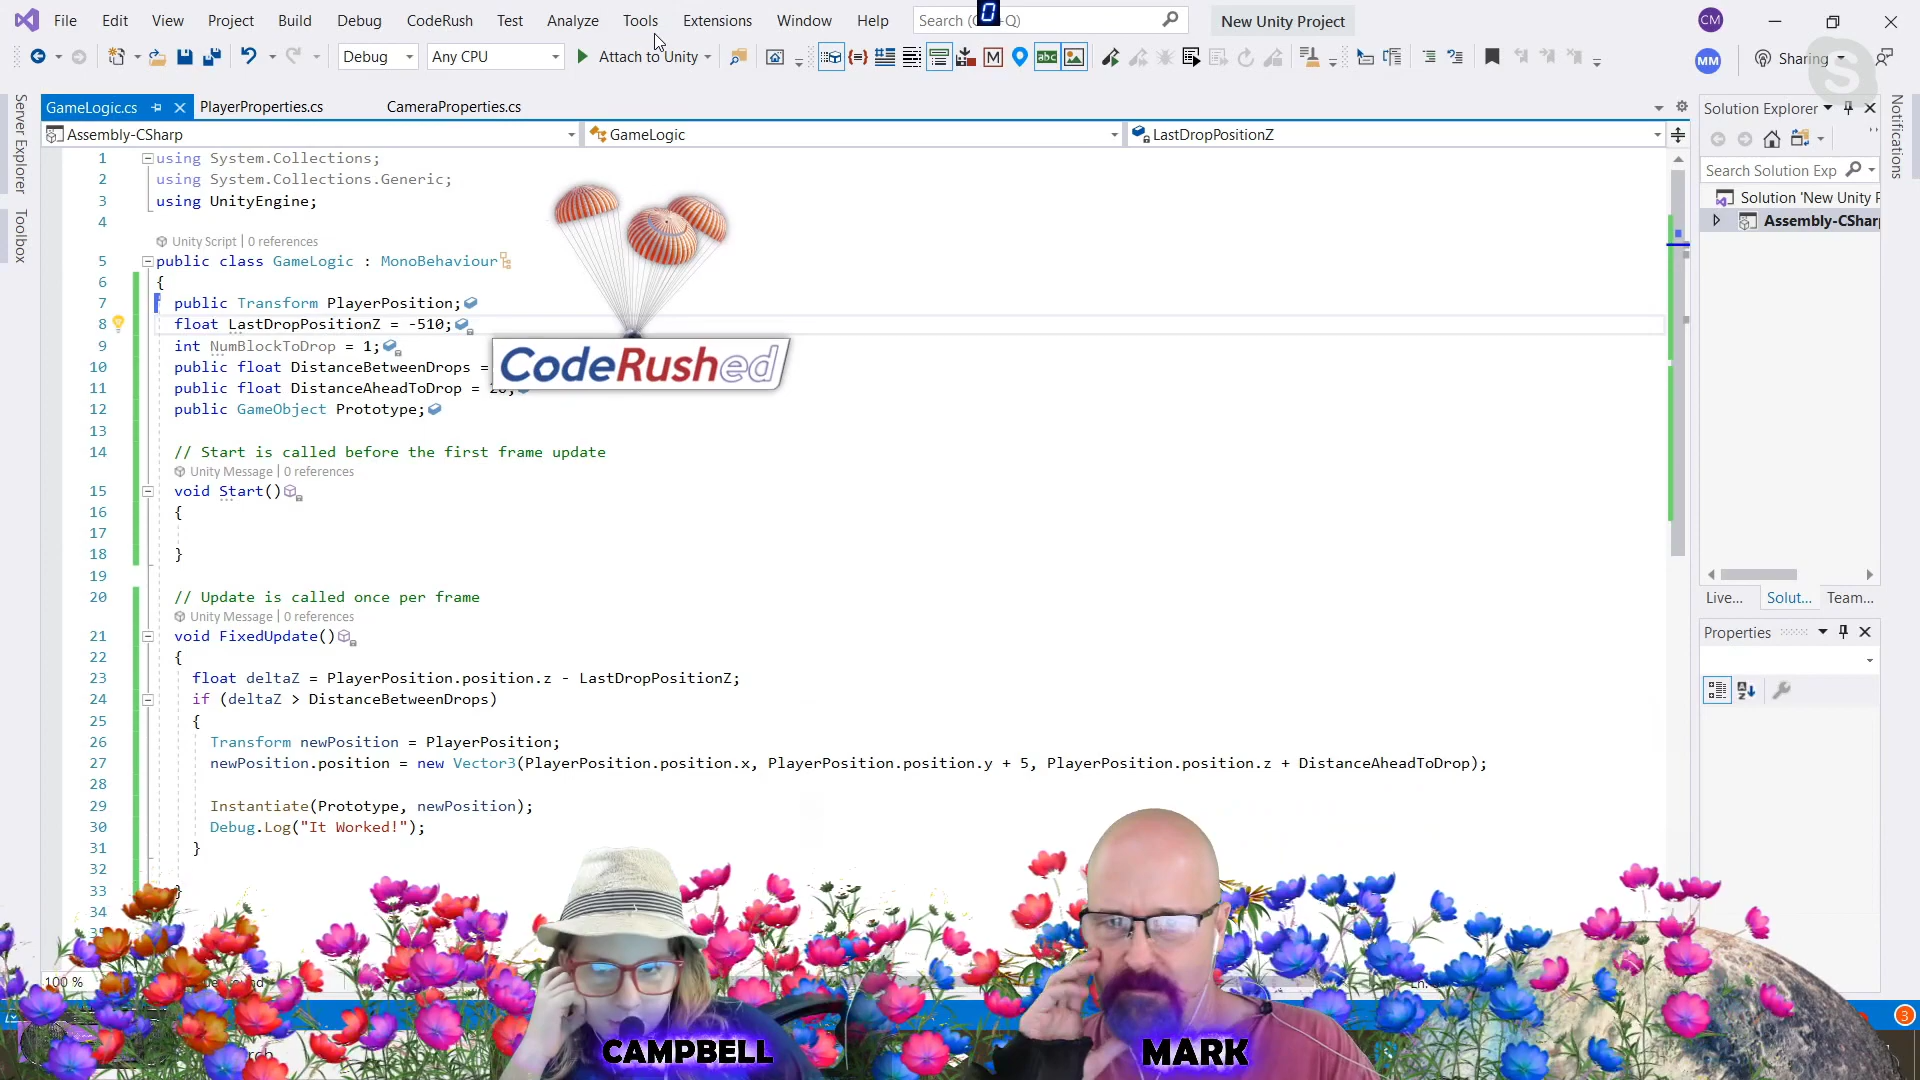 File Edit View Project Build Debug CodeRush Test Analyze Tools Extensions Window Help
New Unity Project
CM
Debug
Any CPU
Attach to Unity
MM
Sharing
GameLogic.cs
PlayerProperties.cs
CameraProperties.cs
Assembly-CSharp
GameLogic
LastDropPositionZ
Server Explorer
Toolbox
Notifications
1 using System.Collections;
2 using System.Collections.Generic;
3 using UnityEngine;
4
Unity Script | 0 references
5 public class GameLogic : MonoBehaviour
6 {
7 public Transform PlayerPosition;
8 float LastDropPositionZ = -510;
9 int NumBlockToDrop = 1;
10 public float DistanceBetweenDrops =
11 public float DistanceAheadToDrop =
12 public GameObject Prototype;
13
14 // Start is called before the first frame update
Unity Message | 0 references
15 void Start()
16 {
17
18 }
19
20 // Update is called once per frame
Unity Message | 0 references
21 void FixedUpdate()
22 {
23 float deltaZ = PlayerPosition.position.z - LastDropPositionZ;
24 if (deltaZ > DistanceBetweenDrops)
25 {
26 Transform newPosition = PlayerPosition;
27 newPosition.position = new Vector3(PlayerPosition.position.x, PlayerPosition.position.y + 5, PlayerPosition.position.z + DistanceAheadToDrop);
28
29 Instantiate(Prototype, newPosition);
30 Debug.Log("It Worked!");
31 }
32
33 }
34
CodeRushed
Solution Explorer
Search Solution Exp
Solution 'New Unity P
Assembly-CSharp
Live...
Solut...
Team...
Properties
100 %
3
CAMPBELL
MARK